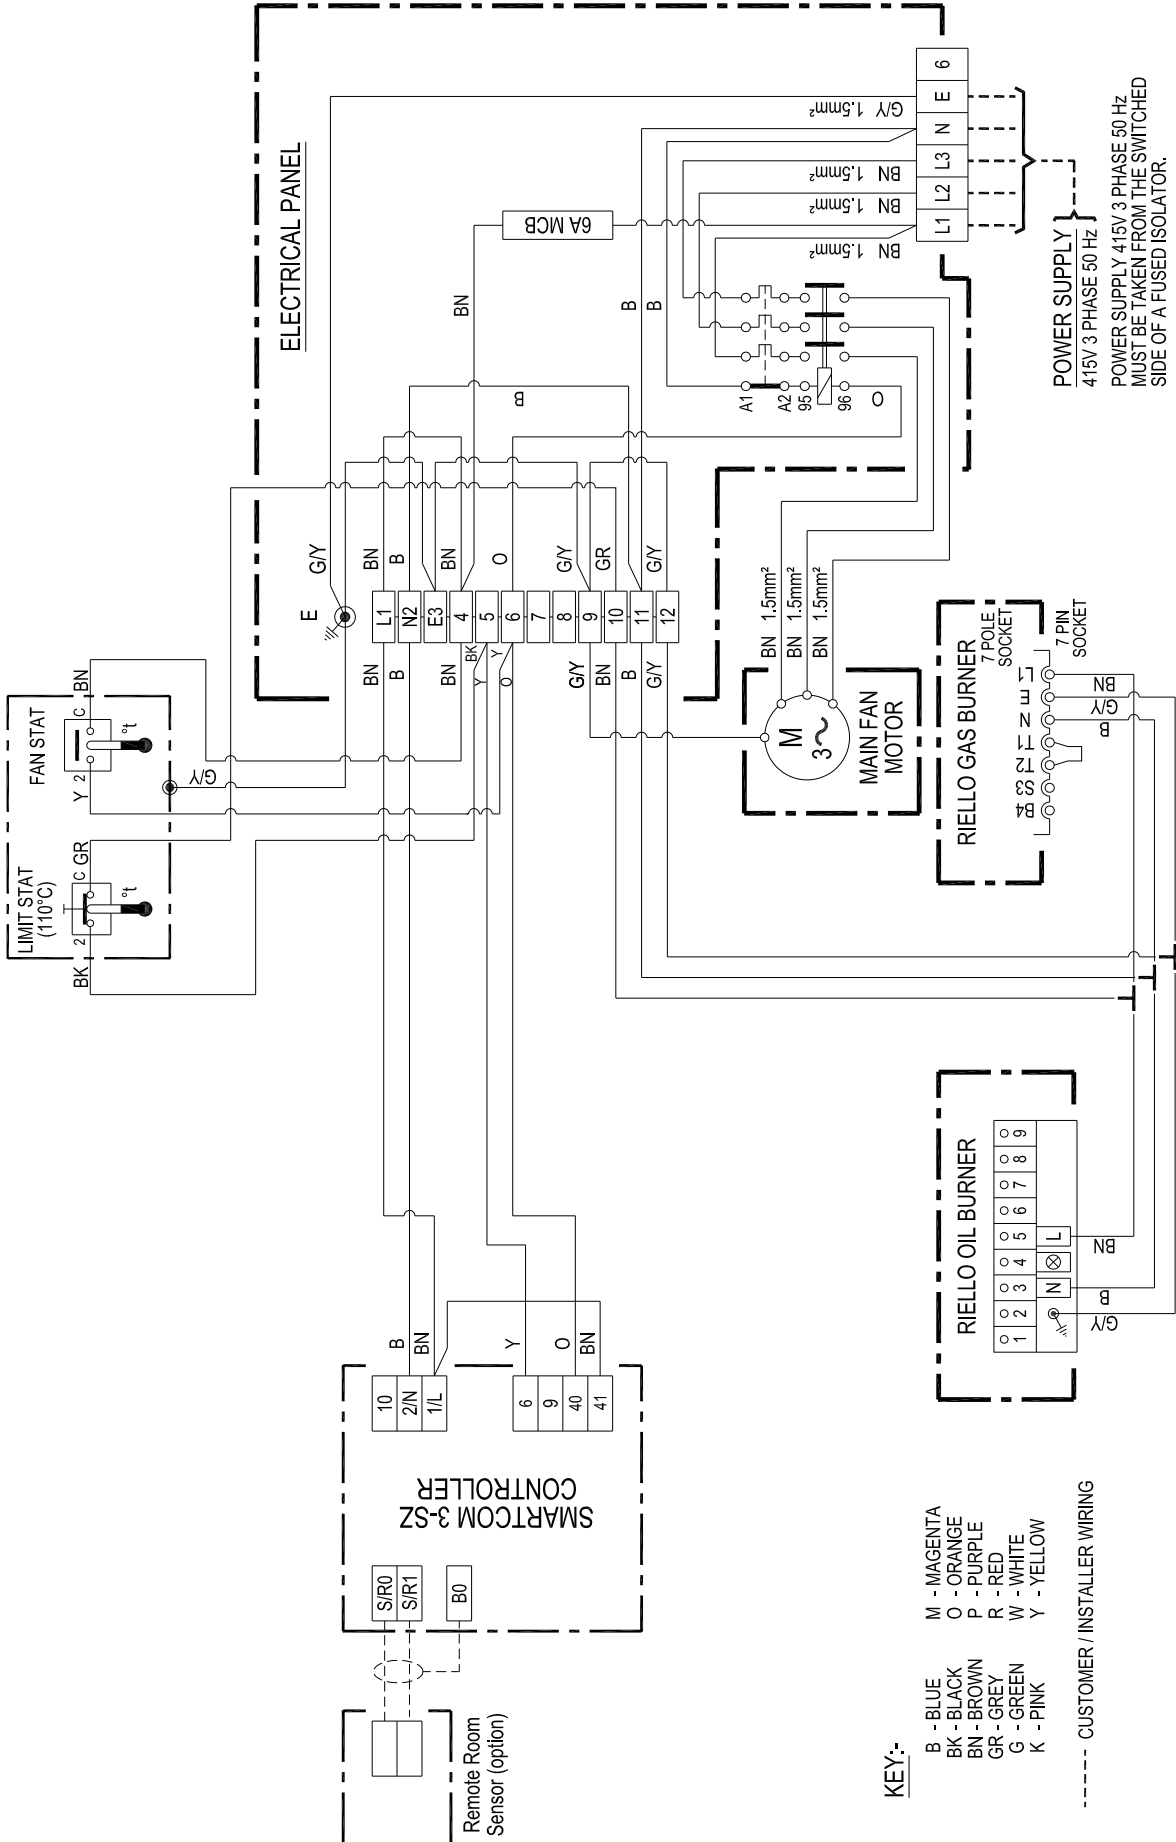 ELECTRICAL PANEL
FAN STAT
LIMIT STAT
(110°C)
BK
2
C
GR
°t
Y
2
C
BN
°t
G/Y
E
G/Y
BN
B
BN
O
G/Y
GR
G/Y
L1
N2
E3
4
5
6
7
8
9
10
11
12
BN
B
BN
BK
Y
Y
O
G/Y
BN
B
G/Y
BN
B
B
B
6A MCB
G/Y 1.5mm²
BN 1.5mm²
BN 1.5mm²
BN 1.5mm²
6
E
N
L3
L2
L1
A1
A2
95
96
O
POWER SUPPLY
415V 3 PHASE 50 Hz
POWER SUPPLY 415V 3 PHASE 50 Hz
MUST BE TAKEN FROM THE SWITCHED
SIDE OF A FUSED ISOLATOR.
BN 1.5mm²
BN 1.5mm²
BN 1.5mm²
M
3~
MAIN FAN
MOTOR
RIELLO GAS BURNER
7 POLE
SOCKET
7 PIN
SOCKET
B4
S3
T2
T1
N
E
L1
BN
G/Y
B
RIELLO OIL BURNER
1
2
3
4
5
6
7
8
9
N
L
BN
B
G/Y
SMARTCOM 3-SZ
CONTROLLER
10
2/N
1/L
B
BN
6
9
40
41
Y
O
BN
S/R0
S/R1
B0
Remote Room
Sensor (option)
KEY:-
B - BLUE
BK - BLACK
BN - BROWN
GR - GREY
G - GREEN
K - PINK
M - MAGENTA
O - ORANGE
P - PURPLE
R - RED
W - WHITE
Y - YELLOW
CUSTOMER / INSTALLER WIRING